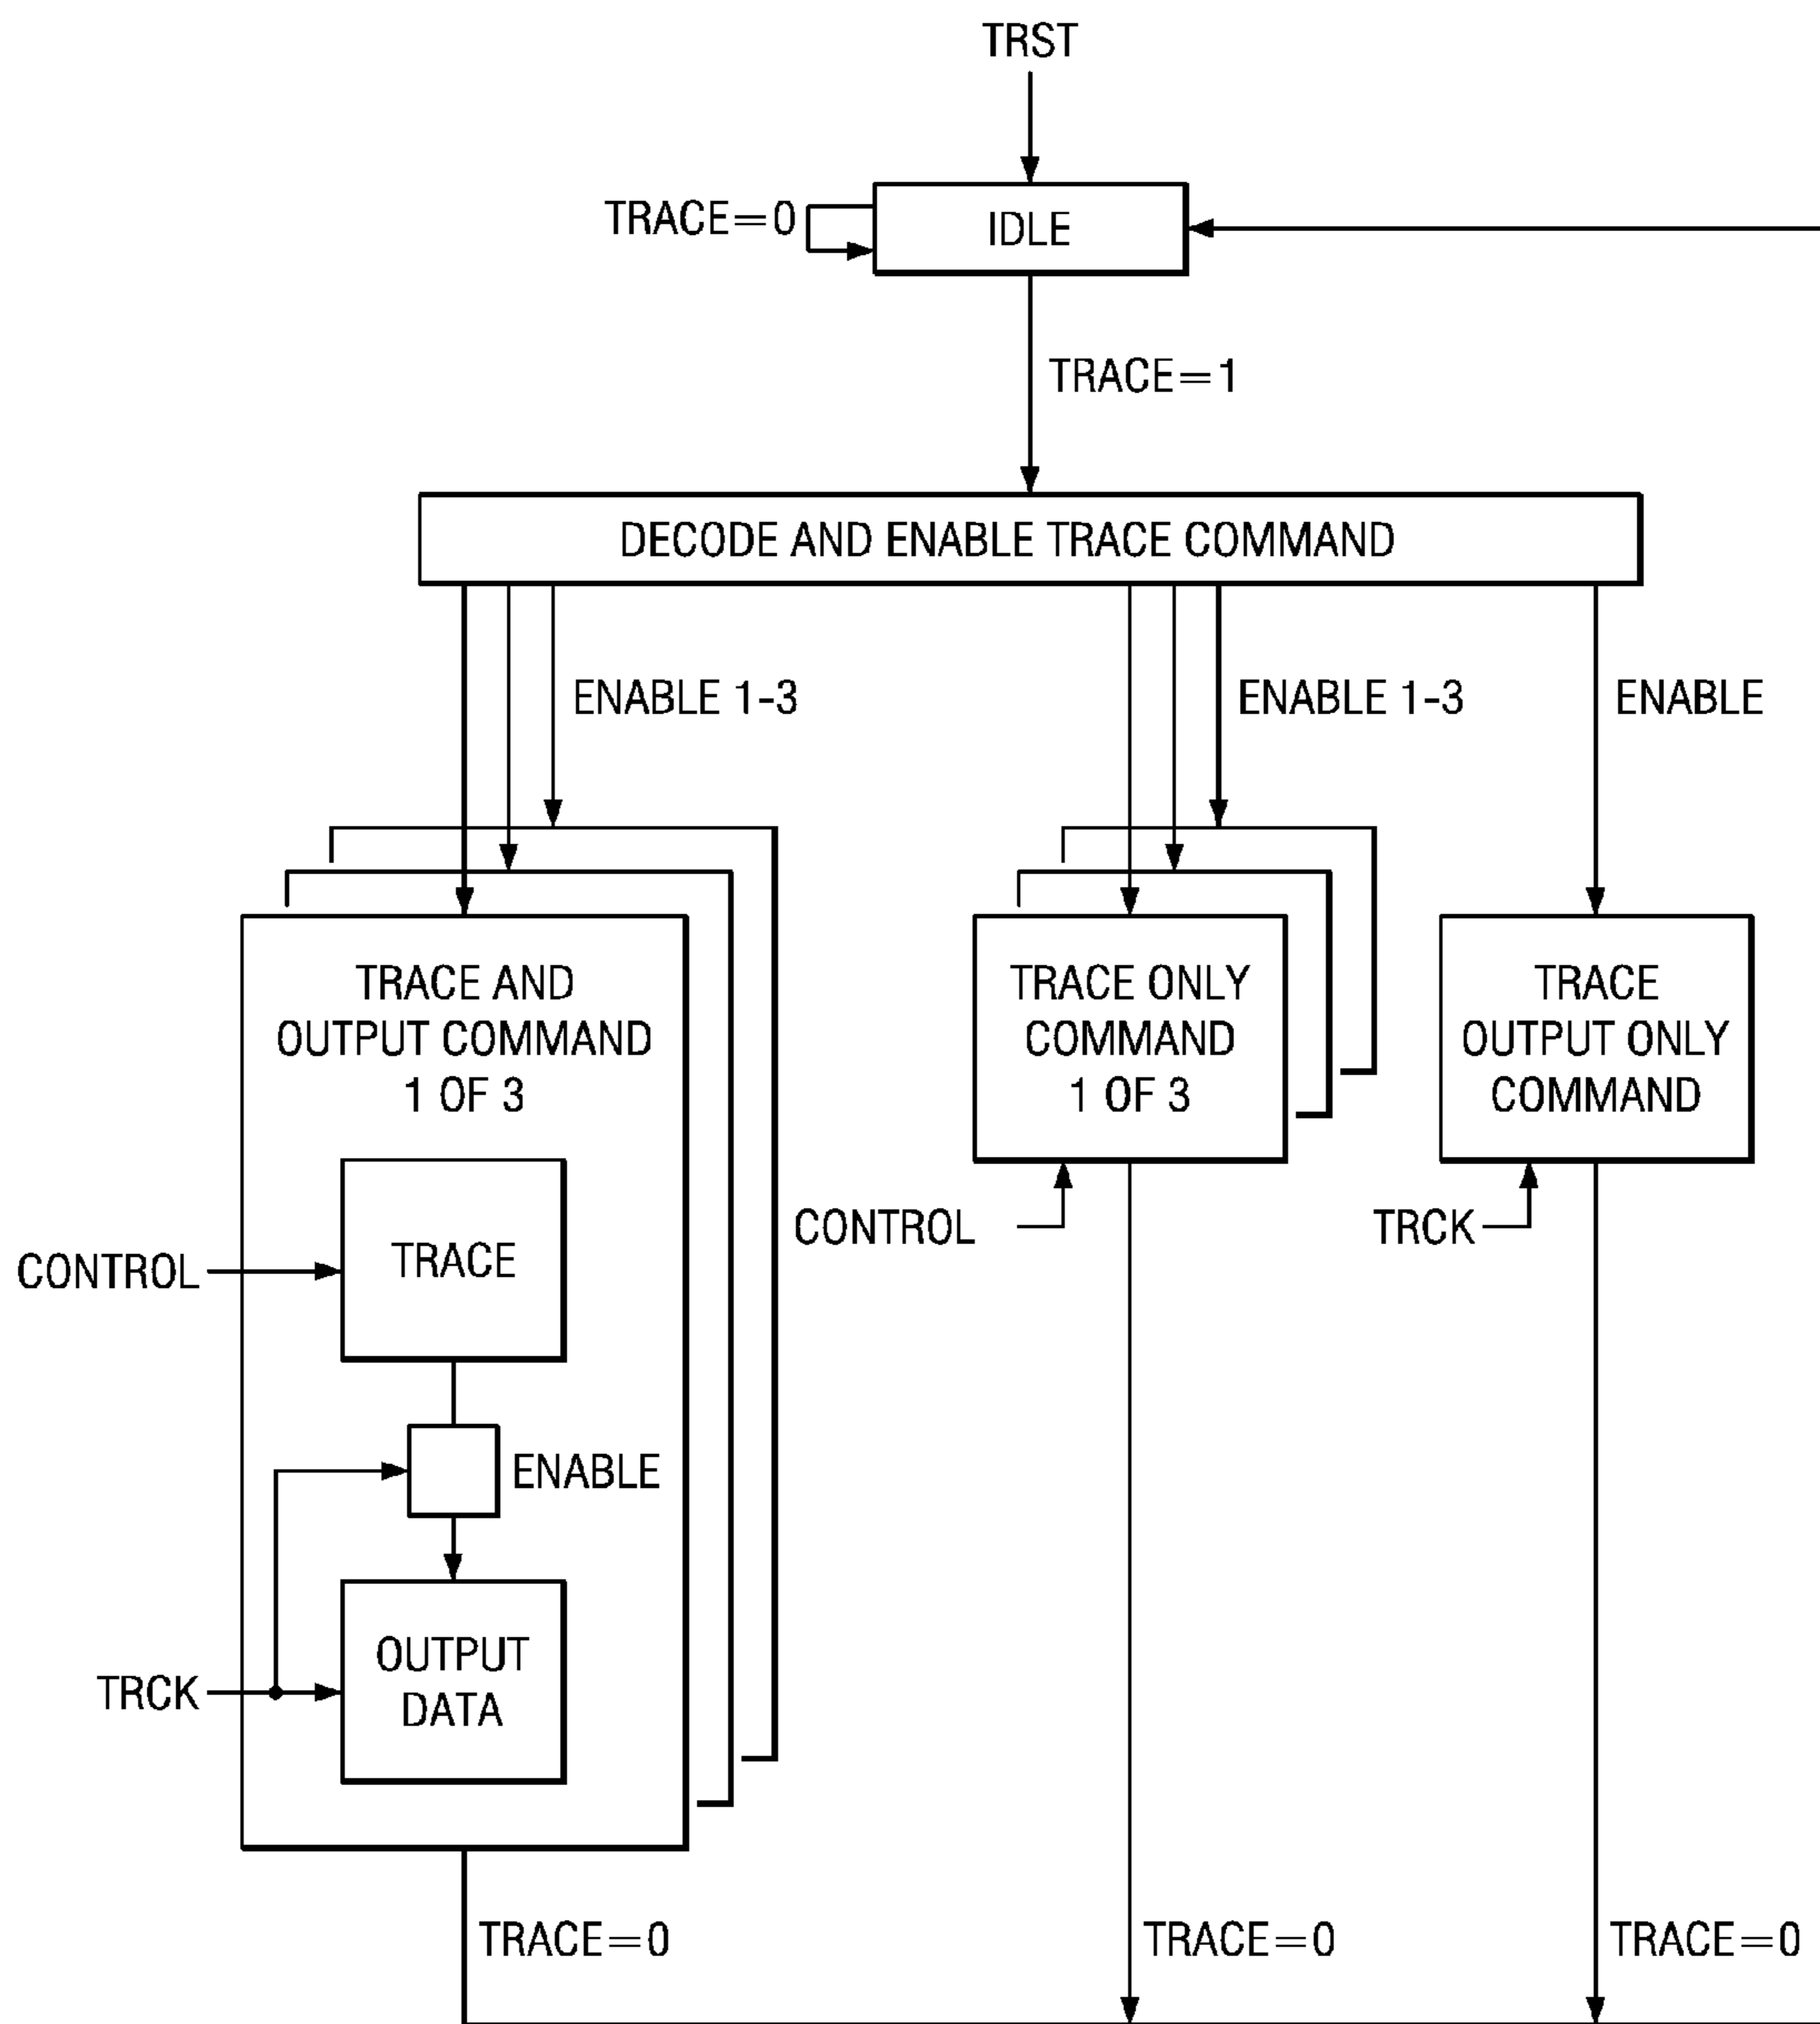 TRST
TRACE=0
IDLE
TRACE=1
DECODE AND ENABLE TRACE COMMAND
ENABLE 1-3
ENABLE 1-3
ENABLE
TRACE AND
OUTPUT COMMAND
1 OF 3
TRACE ONLY
COMMAND
1 OF 3
TRACE
OUTPUT ONLY
COMMAND
CONTROL
TRCK
CONTROL
TRACE
ENABLE
TRCK
OUTPUT
DATA
TRACE=0
TRACE=0
TRACE=0